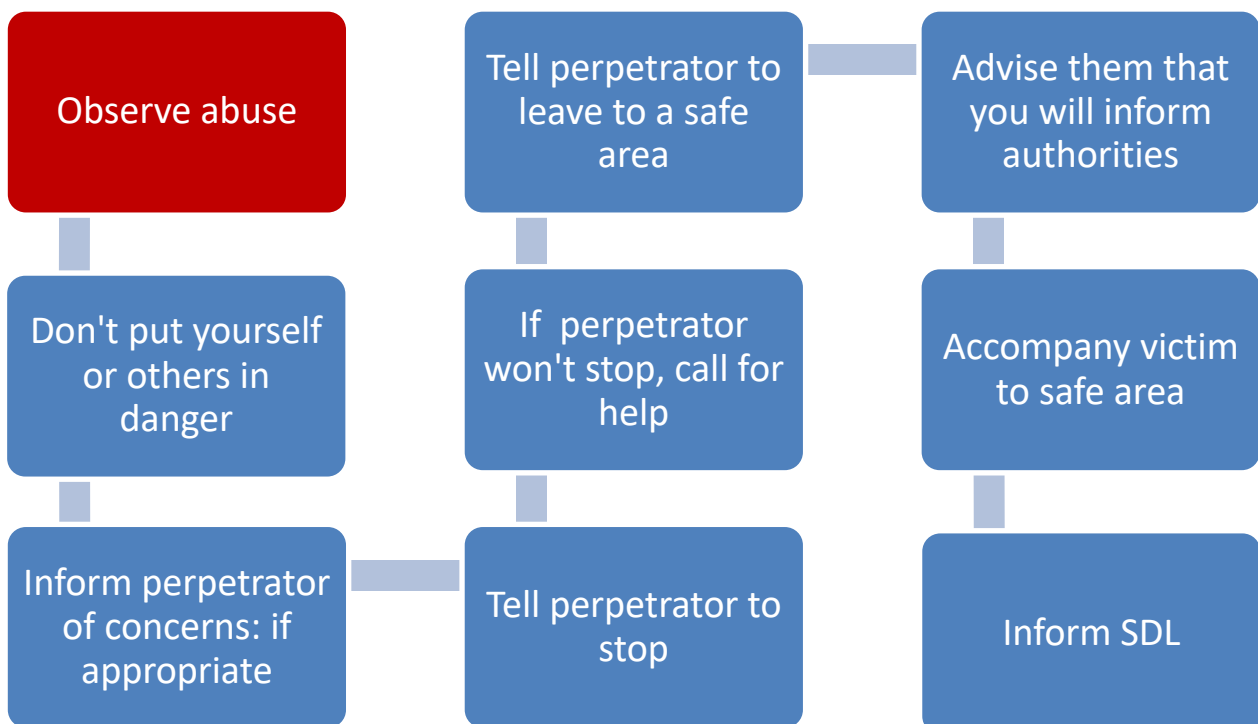 Observe abuse
Don't put yourself
or others in
danger
Inform perpetrator
of concerns: if
appropriate
Tell perpetrator to
stop
If  perpetrator
won't stop, call for
help
Tell perpetrator to
leave to a safe
area
Advise them that
you will inform
authorities
Accompany victim
to safe area
Inform SDL